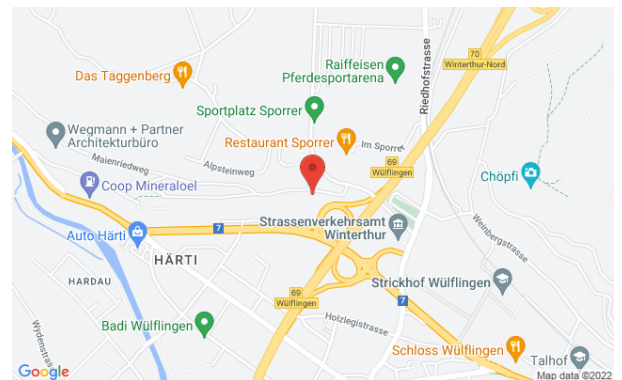 Raiffeisen
Pferdesportarena
70
Winterthur-Nord
Riedhofstrasse
Das Taggenberg
Sportplatz Sporrer
Wegmann + Partner
Architekturbüro
Restaurant Sporrer
Im Sporrer
Maienriedweg
Alpsteinweg
69
Wülflingen
Coop Mineraloel
Chöpfi
Strassenverkehrsamt
Winterthur
Weinbergstrasse
Auto Härti
7
HÄRTI
HARDAU
Strickhof Wülflingen
69
Wülflingen
7
Badi Wülflingen
Holzlegistrasse
Wydenstras
Schloss Wülflingen
Talhof
Google
Map data ©2022